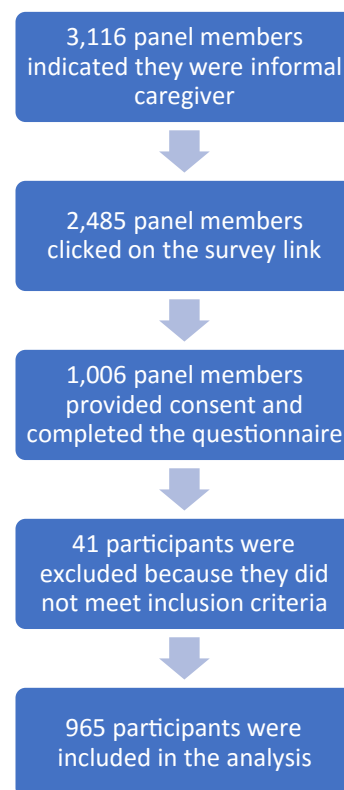 3,116 panel members
indicated they were informal
caregiver
2,485 panel members
clicked on the survey link
1,006 panel members
provided consent and
completed the questionnaire
41 participants were
excluded because they did
not meet inclusion criteria
965 participants were
included in the analysis